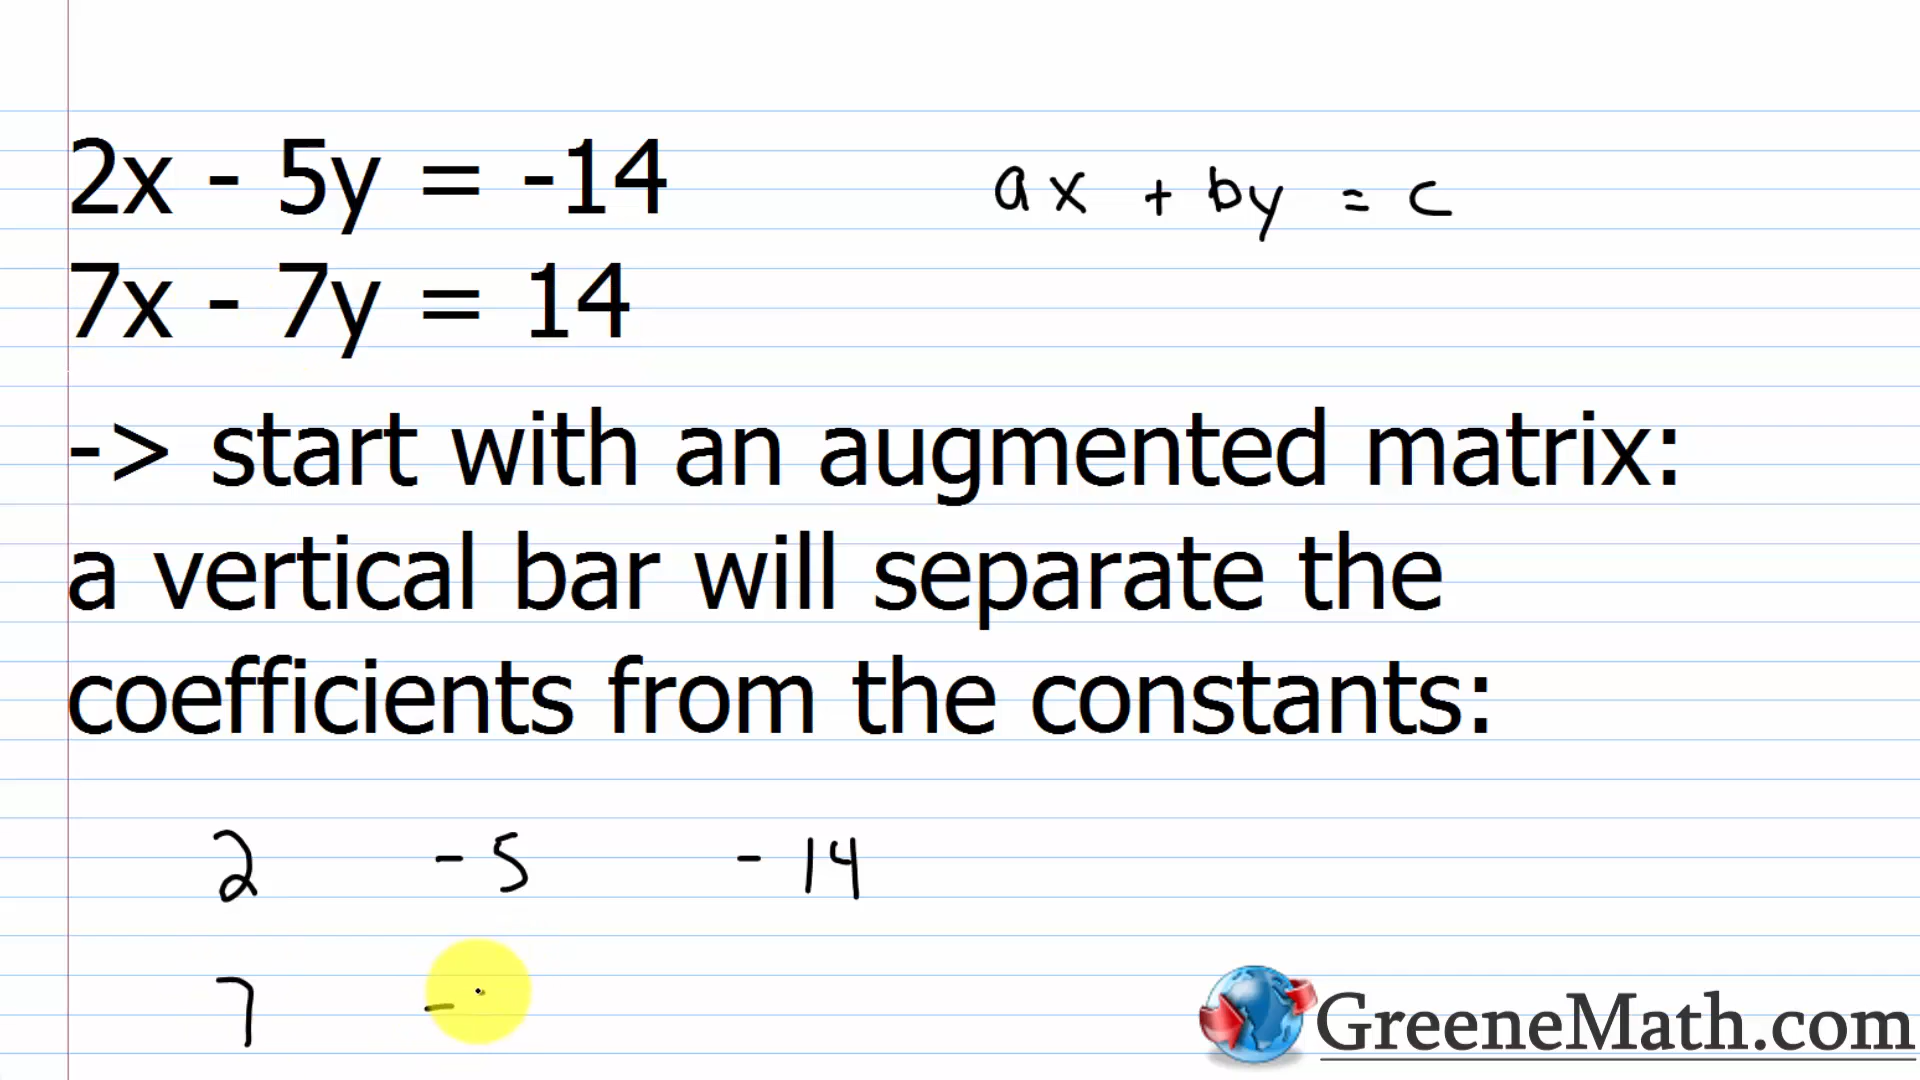 2x - 5y = -14
ax + by = c
7x - 7y = 14
-> start with an augmented matrix:
a vertical bar will separate the
coefficients from the constants:
2 -5 -14
7 -
GreeneMath.com